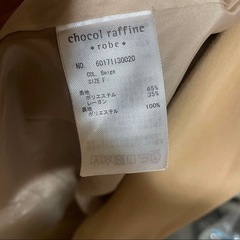 chocol raffine
* robe *
NO. 60171130020
COL. Beige
SIZE F
表地
ポリエステル 65%
レーヨン 35%
裏地
ポリエステル 100%